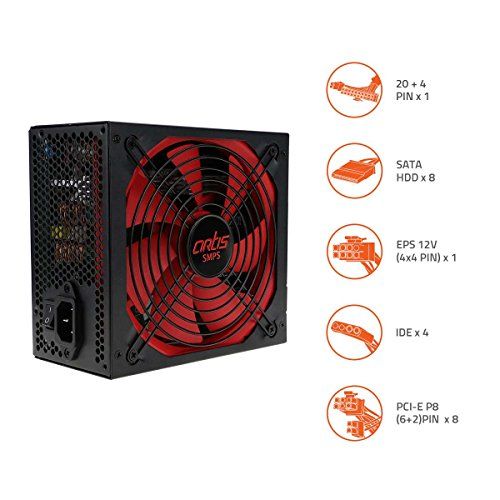 artis
SMPS
20 + 4
PIN x 1
SATA
HDD x 8
EPS 12V
(4x4 PIN) x 1
IDE x 4
PCI-E P8
(6+2)PIN x 8